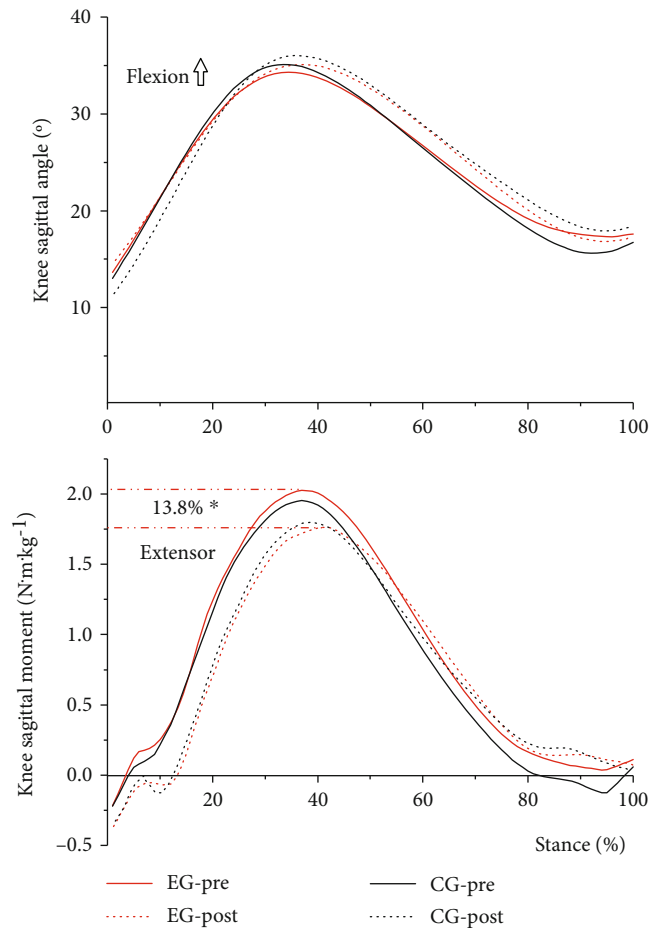 40
Flexion
30
20
10
Knee sagittal angle (º)
0 20 40 60 80 100
2.0
13.8% *
1.5
Extensor
1.0
0.5
0.0
−0.5
Knee sagittal moment (N·m·kg⁻¹)
20 40 60 80 100
Stance (%)
EG-pre CG-pre
EG-post CG-post